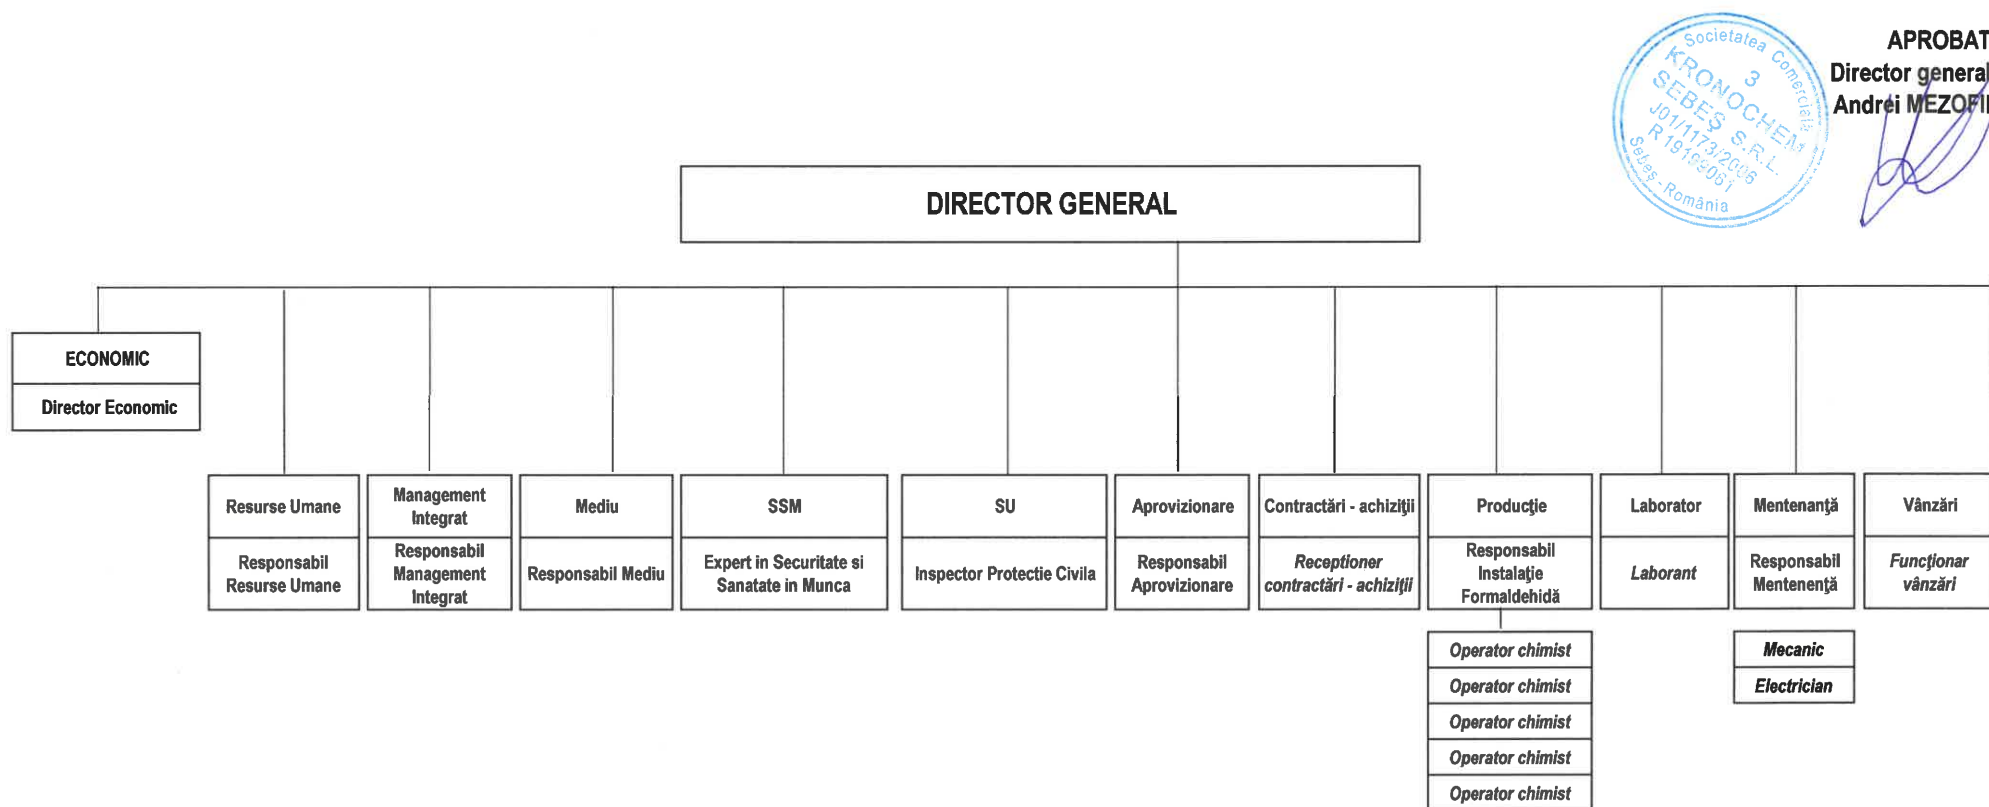 APROBAT
Director general
Andrei
Societatea Comercială
3
KRONOCHEM
SEBEŞ S.R.L.
J01/1173/2006
R 19199061
Sebeş - România
DIRECTOR GENERAL
ECONOMIC
Director Economic
Resurse Umane
Responsabil
Resurse Umane
Management
Integrat
Responsabil
Management
Integrat
Mediu
Responsabil Mediu
SSM
Expert in Securitate si
Sanatate in Munca
SU
Inspector Protectie Civila
Aprovizionare
Responsabil
Aprovizionare
Contractări - achiziţii
Receptioner
contractări - achiziţii
Producţie
Responsabil
Instalaţie
Formaldehidă
Operator chimist
Operator chimist
Operator chimist
Operator chimist
Operator chimist
Laborator
Laborant
Mentenanţă
Responsabil
Mentenenţă
Mecanic
Electrician
Vânzări
Funcţionar
vânzări